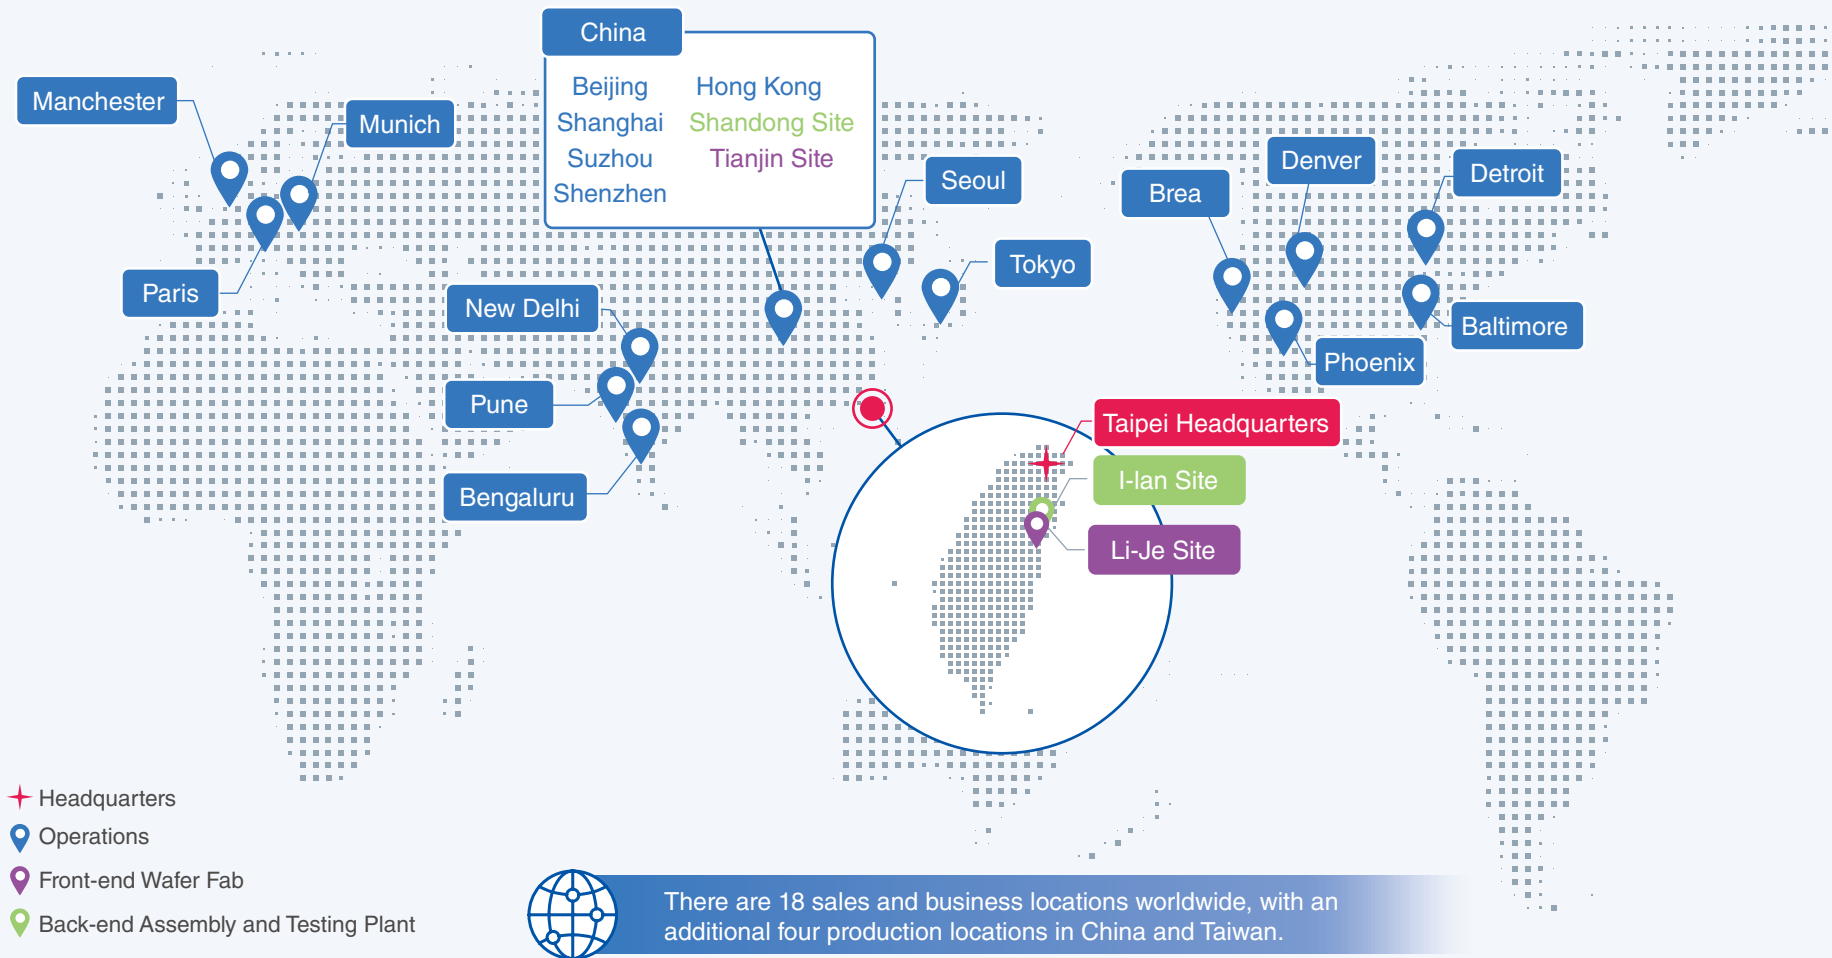 China
Beijing
Hong Kong
Shanghai
Shandong Site
Suzhou
Tianjin Site
Shenzhen
Manchester
Munich
Paris
Seoul
Tokyo
New Delhi
Pune
Bengaluru
Brea
Denver
Detroit
Baltimore
Phoenix
Taipei Headquarters
I-lan Site
Li-Je Site
Headquarters
Operations
Front-end Wafer Fab
Back-end Assembly and Testing Plant
There are 18 sales and business locations worldwide, with an
additional four production locations in China and Taiwan.